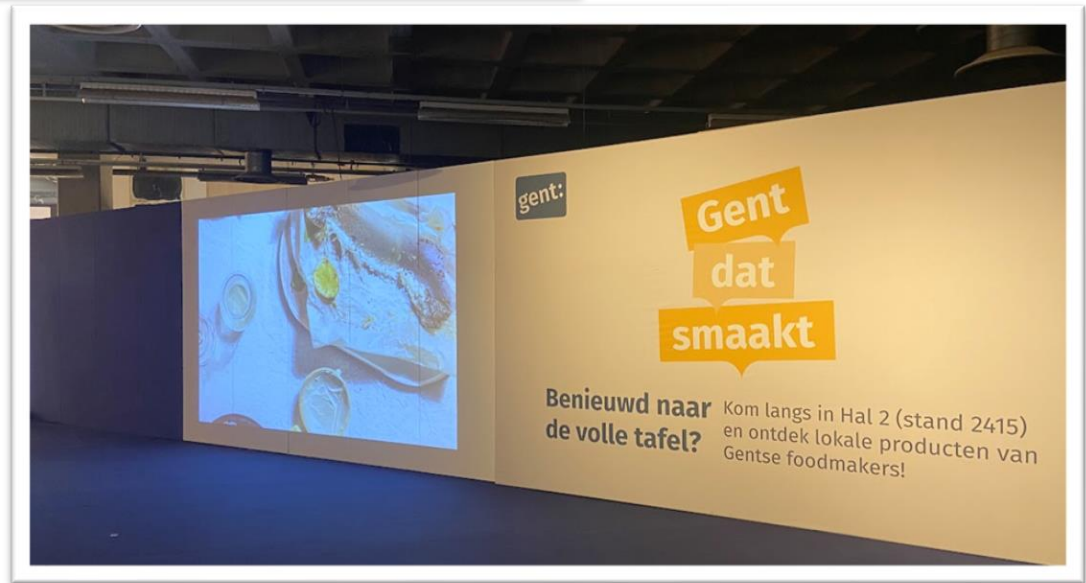 gent:
Gent
dat
smaakt
Benieuwd naar
de volle tafel?
Kom langs in Hal 2 (stand 2415)
en ontdek lokale producten van
Gentse foodmakers!